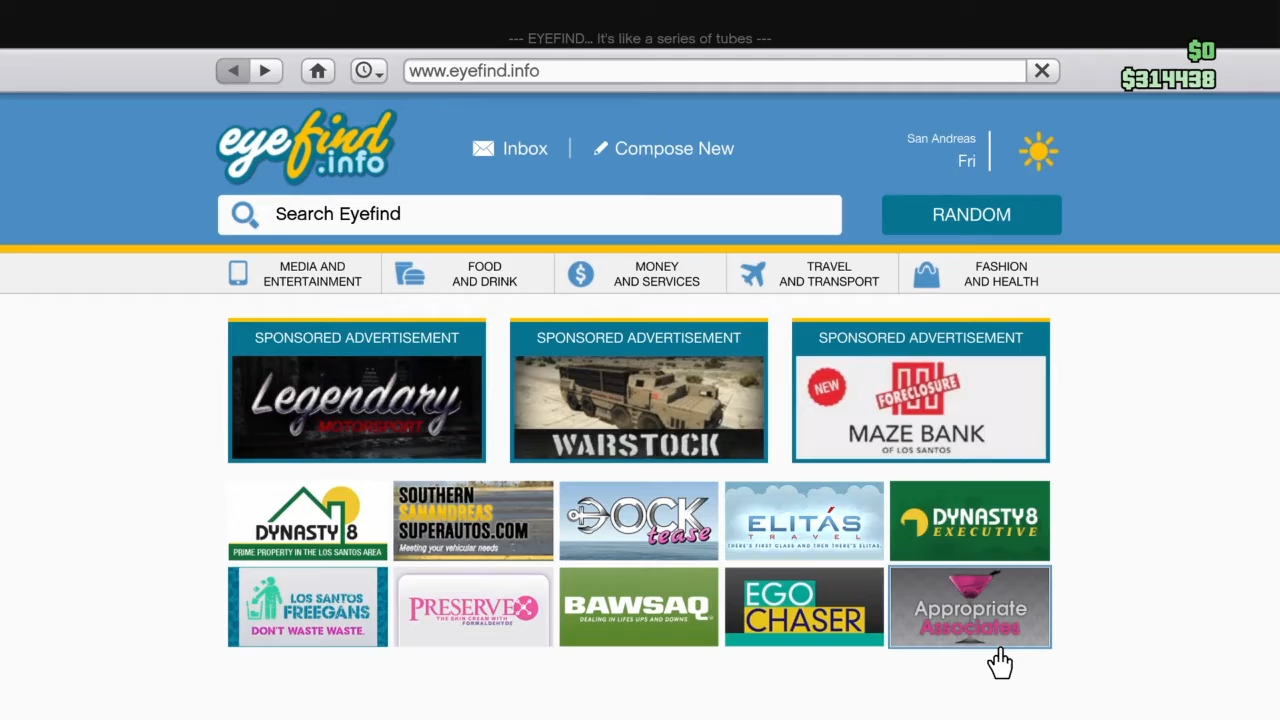 --- EYEFIND... It's like a series of tubes ---
$0
www.eyefind.info
$314438
eyefind
.info
Inbox
Compose New
San Andreas
Fri
Search Eyefind
RANDOM
MEDIA AND
ENTERTAINMENT
FOOD
AND DRINK
MONEY
AND SERVICES
TRAVEL
AND TRANSPORT
FASHION
AND HEALTH
SPONSORED ADVERTISEMENT
Legendary
MOTORSPORT
SPONSORED ADVERTISEMENT
WARSTOCK
SPONSORED ADVERTISEMENT
NEW
FORECLOSURE
MAZE BANK
OF LOS SANTOS
DYNASTY 8
PRIME PROPERTY IN THE LOS SANTOS AREA
SOUTHERN
SANANDREAS
SUPERAUTOS.COM
Meeting your vehicular needs
DOCK
tease
ELITÁS
TRAVEL
THERE'S FIRST CLASS AND THEN THERE'S ELITAS.
DYNASTY 8
EXECUTIVE
LOS SANTOS
FREEGANS
DON'T WASTE WASTE.
PRESERVEX
THE SKIN CREAM WITH
FORMALDEHYDE
BAWSAQ
DEALING IN LIFES UPS AND DOWNS
EGO
CHASER
Appropriate
Associates